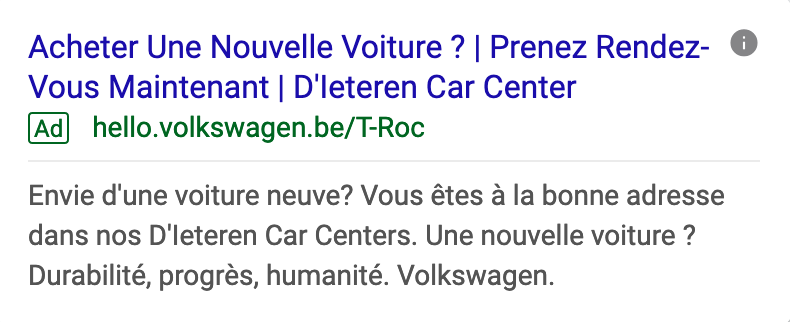 Acheter Une Nouvelle Voiture ? | Prenez Rendez-
Vous Maintenant | D'Ieteren Car Center
Ad hello.volkswagen.be/T-Roc
Envie d'une voiture neuve? Vous êtes à la bonne adresse
dans nos D'Ieteren Car Centers. Une nouvelle voiture ?
Durabilité, progrès, humanité. Volkswagen.